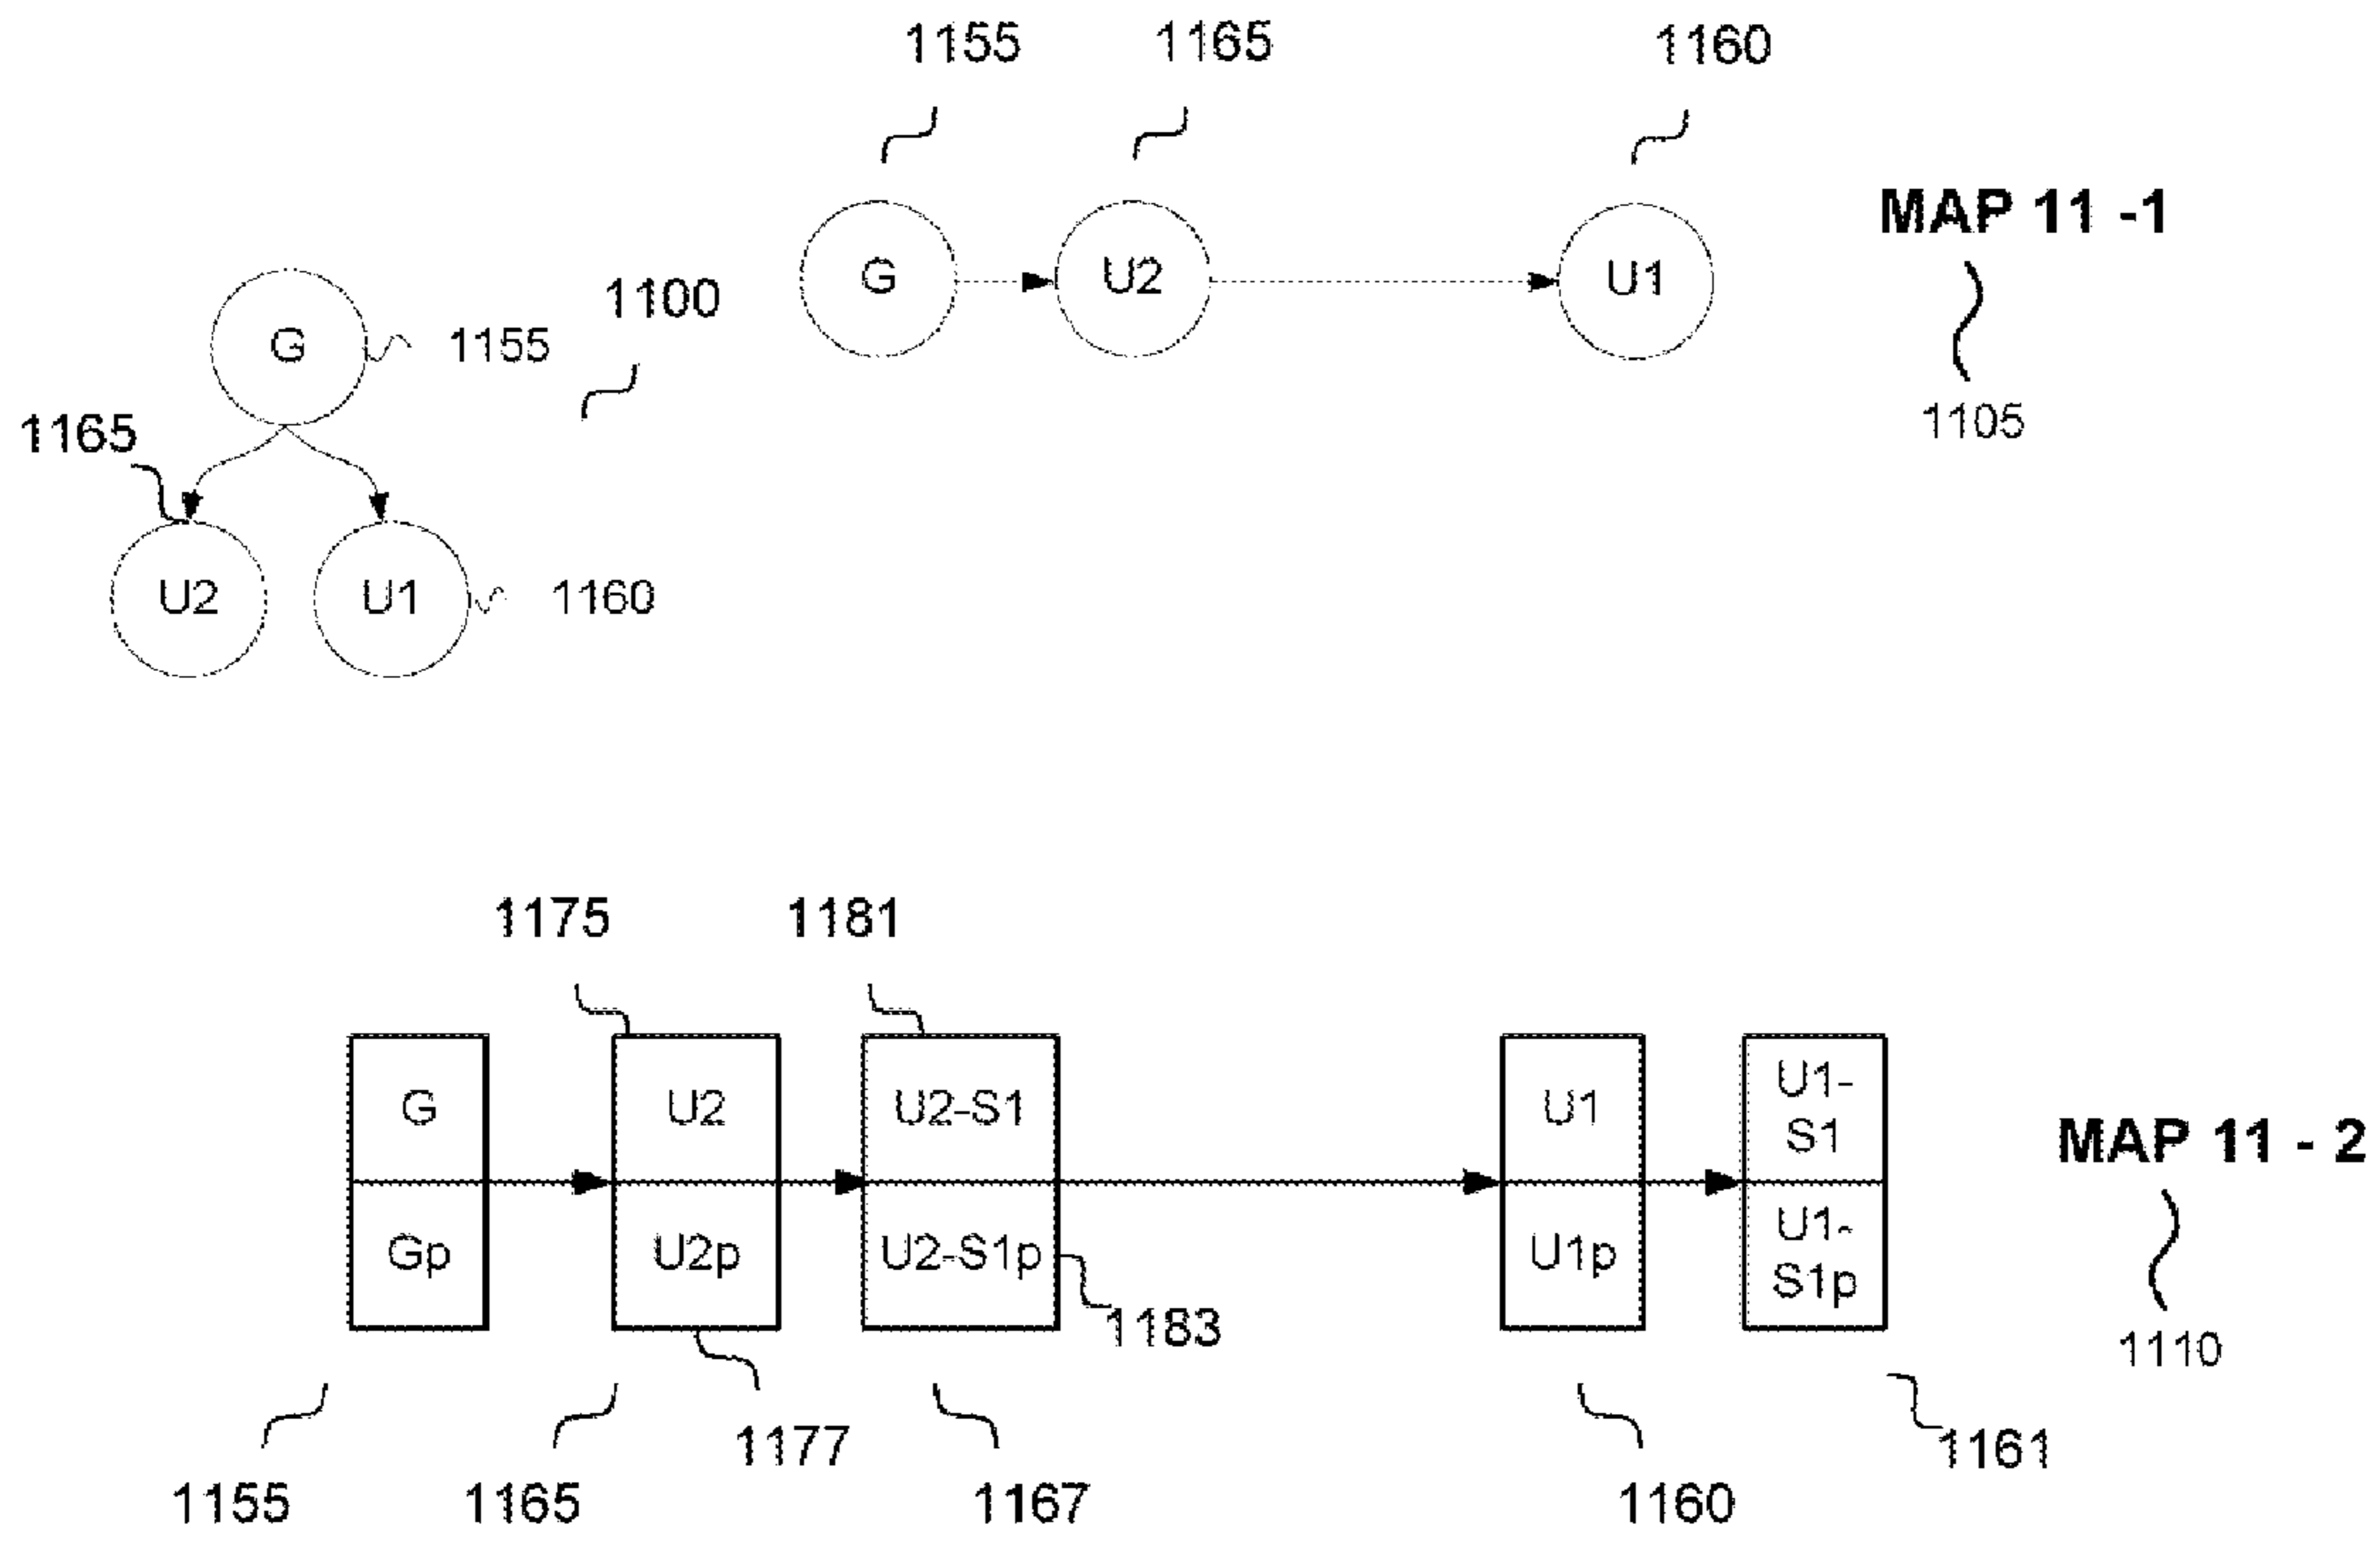 1155 1165 1160
MAP 11 -1
G U2 U1
1100
G 1155
1105
1165
U2 U1 1160
1175 1181
G U2 U2-S1 U1 U1-
S1
MAP 11 - 2
Gp U2p U2-S1p U1p U1-
S1p
1183
1110
1177
1161
1155 1165 1167 1160